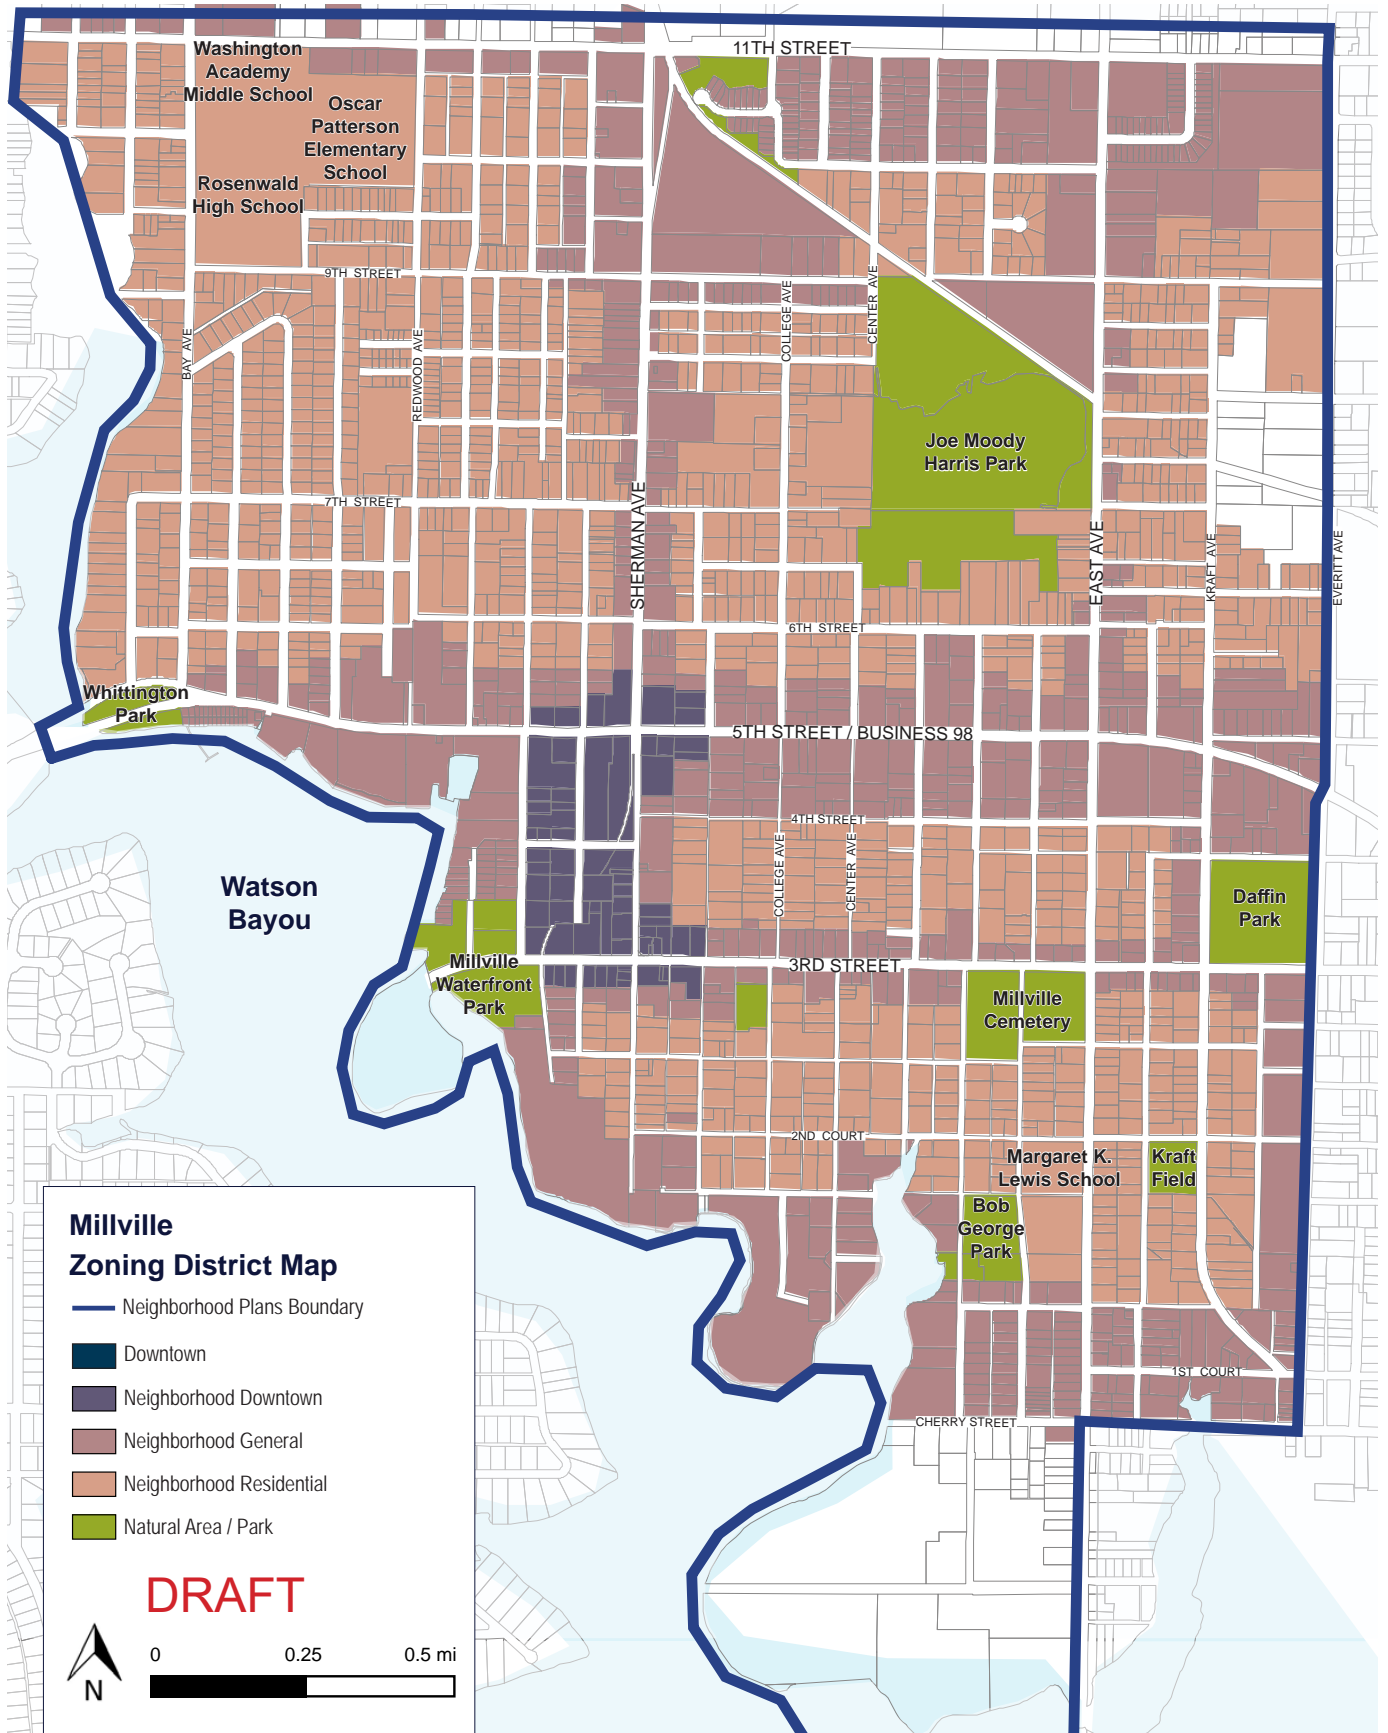 11TH STREET
Washington
Academy
Middle School
Oscar
Patterson
Elementary
School
Rosenwald
High School
9TH STREET
BAY AVE
REDWOOD AVE
COLLEGE AVE
CENTER AVE
Joe Moody
Harris Park
7TH STREET
SHERMAN AVE
EAST AVE
KRAFT AVE
EVERITT AVE
6TH STREET
Whittington
Park
5TH STREET / BUSINESS 98
4TH STREET
COLLEGE AVE
CENTER AVE
Watson
Bayou
Daffin
Park
3RD STREET
Millville
Waterfront
Park
Millville
Cemetery
2ND COURT
Margaret K.
Lewis School
Kraft
Field
Bob
George
Park
1ST COURT
CHERRY STREET
Millville
Zoning District Map
Neighborhood Plans Boundary
Downtown
Neighborhood Downtown
Neighborhood General
Neighborhood Residential
Natural Area / Park
DRAFT
N
0 0.25 0.5 mi